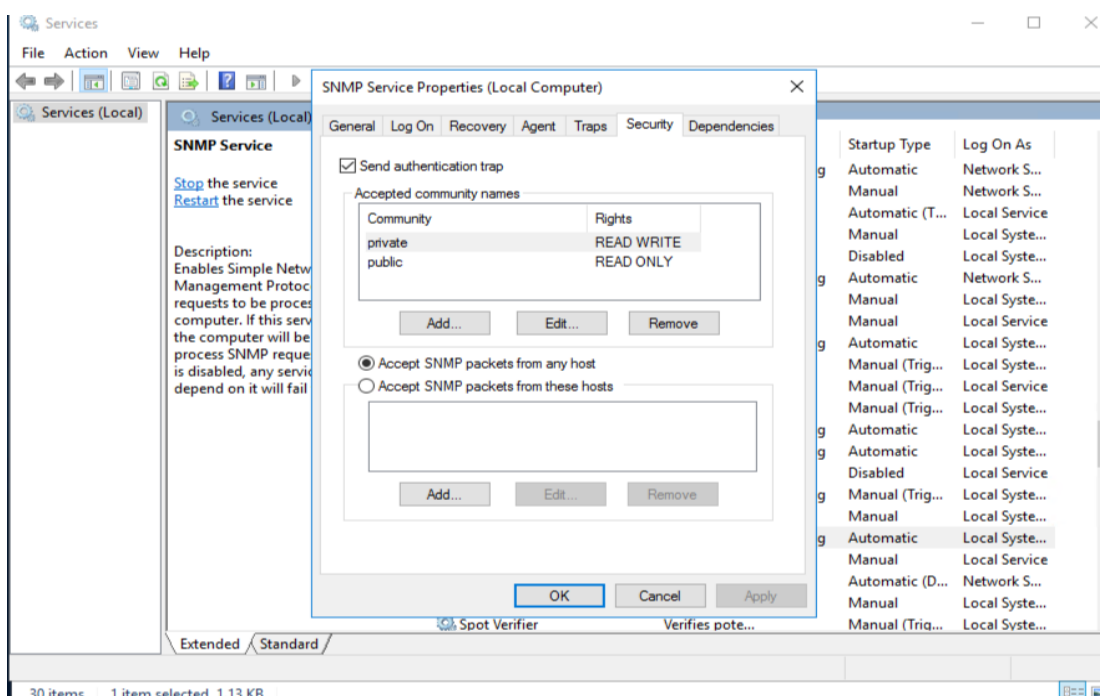 Services
File Action View Help
Services (Local)
Services (Local)
SNMP Service
Stop the service
Restart the service
Description:
Enables Simple Netw
Management Protoc
requests to be proces
computer. If this serv
the computer will be
process SNMP reque
is disabled, any servic
depend on it will fail
SNMP Service Properties (Local Computer)
General Log On Recovery Agent Traps Security Dependencies
Send authentication trap
Accepted community names
Community Rights
private READ WRITE
public READ ONLY
Add... Edit... Remove
Accept SNMP packets from any host
Accept SNMP packets from these hosts
Add... Edit... Remove
OK Cancel Apply
Startup Type Log On As
g Automatic Network S...
Manual Network S...
Automatic (T... Local Service
Manual Local Syste...
Disabled Local Syste...
g Automatic Network S...
Manual Local Syste...
Manual Local Service
g Automatic Local Syste...
Manual (Trig... Local Syste...
Manual (Trig... Local Service
Manual (Trig... Local Syste...
g Automatic Local Syste...
g Automatic Local Syste...
Disabled Local Service
g Manual (Trig... Local Syste...
Manual Local Syste...
g Automatic Local Syste...
Manual Local Service
Automatic (D... Network S...
Manual Local Syste...
Spot Verifier Verifies pote... Manual (Trig... Local Syste...
Extended Standard
30 items 1 item selected 1.13 KB